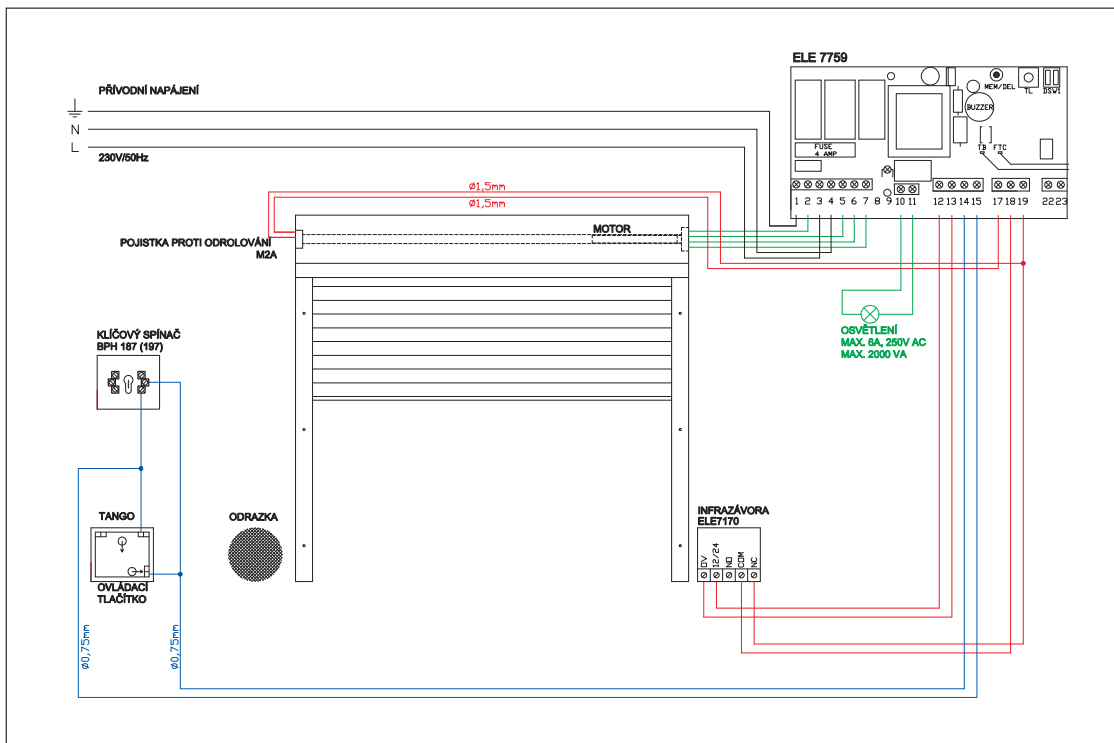 ELE 7759
PŘÍVODNÍ NAPÁJENÍ
N
L
230V/50Hz
MEM/DEL
TL
DSW1
BUZZER
FUSE
4 AMP
TB FTC
1 2 3 4 5 6 7 8 9 10 11 12 13 14 15 17 18 19 22 23
Ø1,5mm
Ø1,5mm
POJISTKA PROTI ODROLOVÁNÍ
M2A
MOTOR
OSVĚTLENÍ
MAX. 6A, 250V AC
MAX. 2000 VA
KLÍČOVÝ SPÍNAČ
BPH 187 (197)
TANGO
OVLÁDACÍ
TLAČÍTKO
ODRAZKA
INFRAZÁVORA
ELE7170
0V
12/24
NO
COM
NC
Ø0,75mm
Ø0,75mm